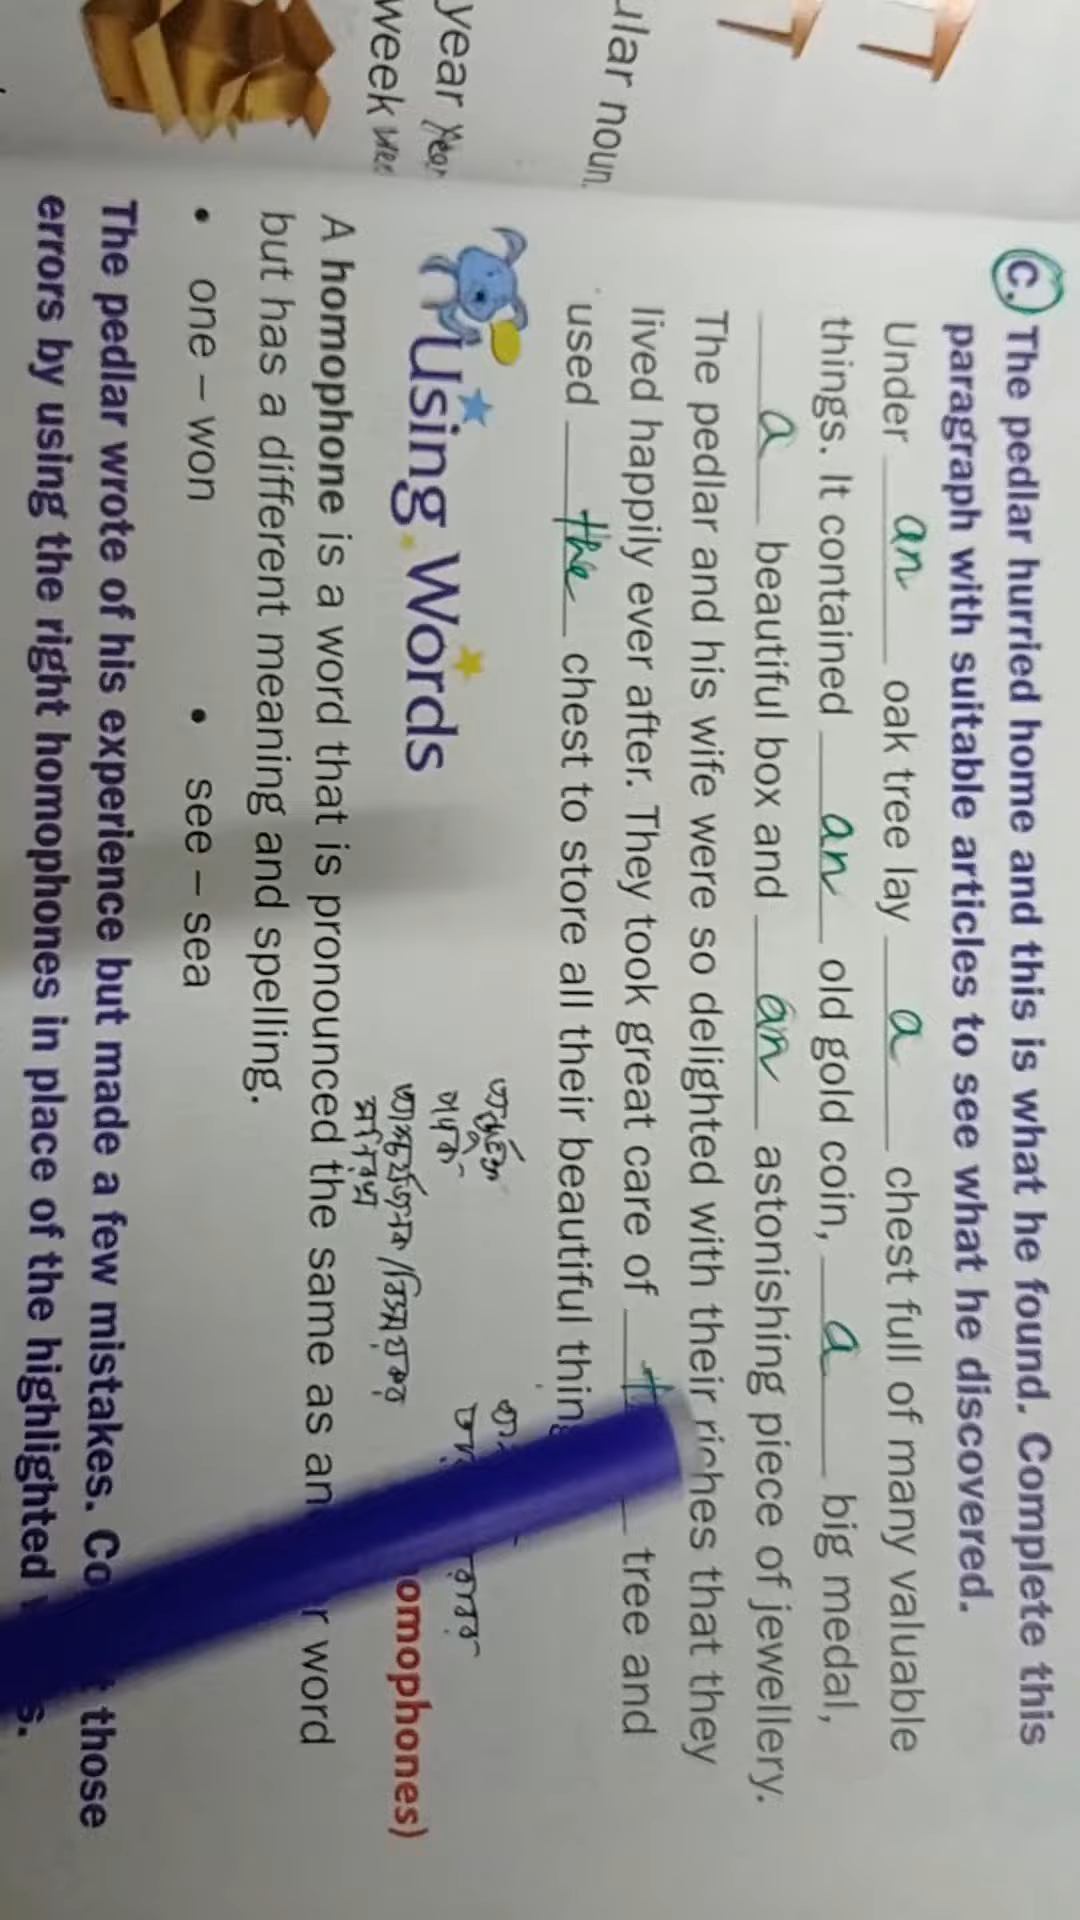 ular noun.
year year
week
C. The pedlar hurried home and this is what he found. Complete this
paragraph with suitable articles to see what he discovered.
Under an oak tree lay a chest full of many valuable
things. It contained an old gold coin, a big medal,
a beautiful box and an astonishing piece of jewellery.
The pedlar and his wife were so delighted with their riches that they
lived happily ever after. They took great care of tree and
used the chest to store all their beautiful
Using Words
omophones)
A homophone is a word that is pronounced the same as an word
but has a different meaning and spelling.
• one – won • see – sea
The pedlar wrote of his experience but made a few mistakes. those
errors by using the right homophones in place of the highlighted